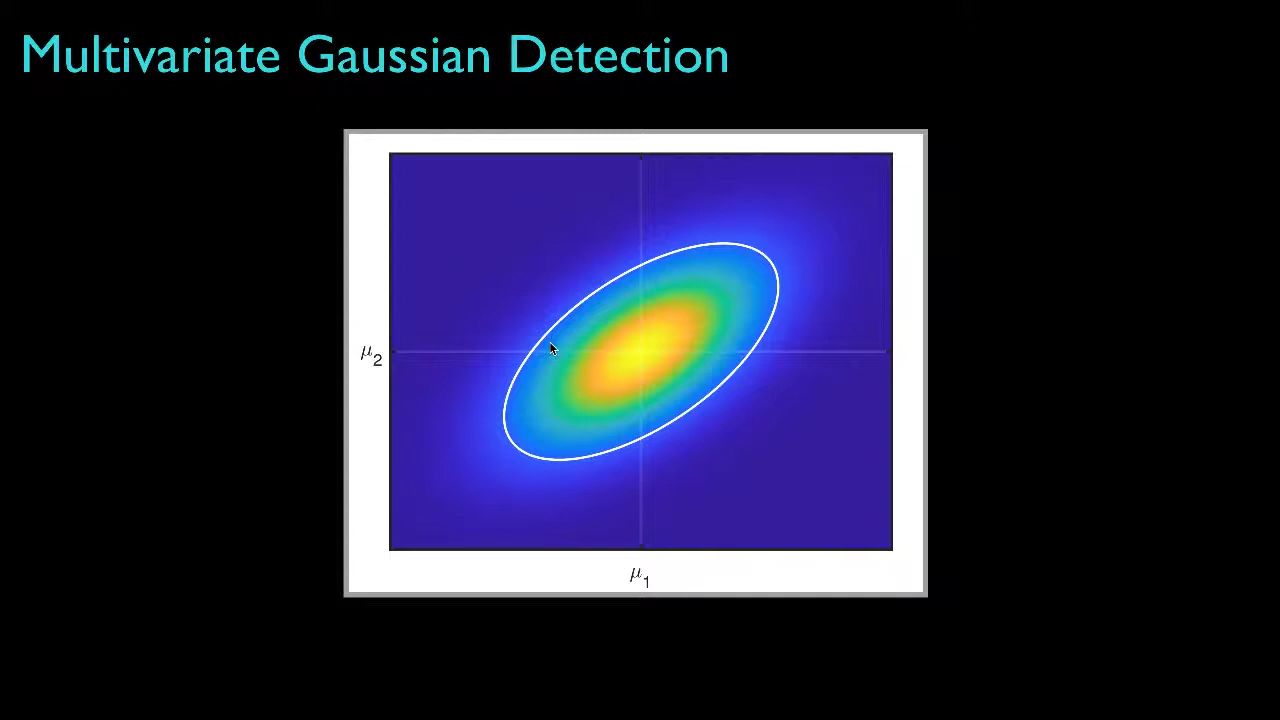 Multivariate Gaussian Detection
μ2
μ1